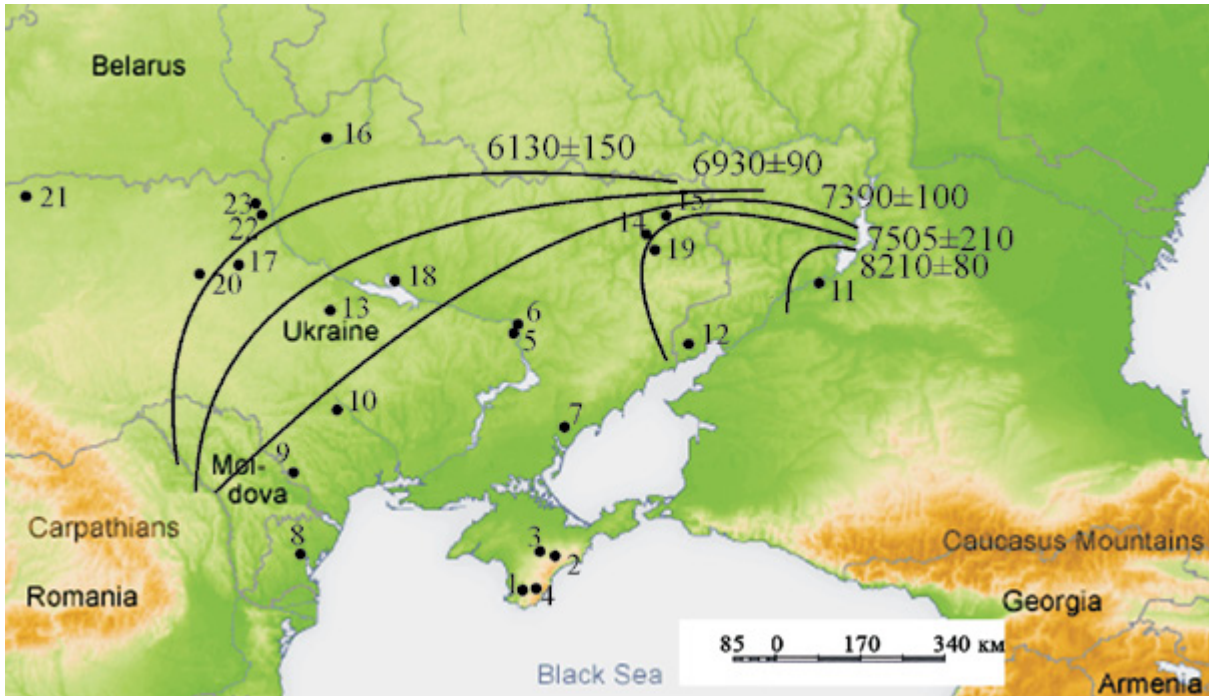 Belarus
16
6130±150
6930±90
21
23
22
15
7390±100
14
19
7505±210
17
20
8210±80
18
11
13
Ukraine
6
5
12
10
7
9
Mol-
dova
Carpathians
8
3
2
Caucasus Mountains
1
4
Romania
Georgia
85 0 170 340 км
Black Sea
Armenia